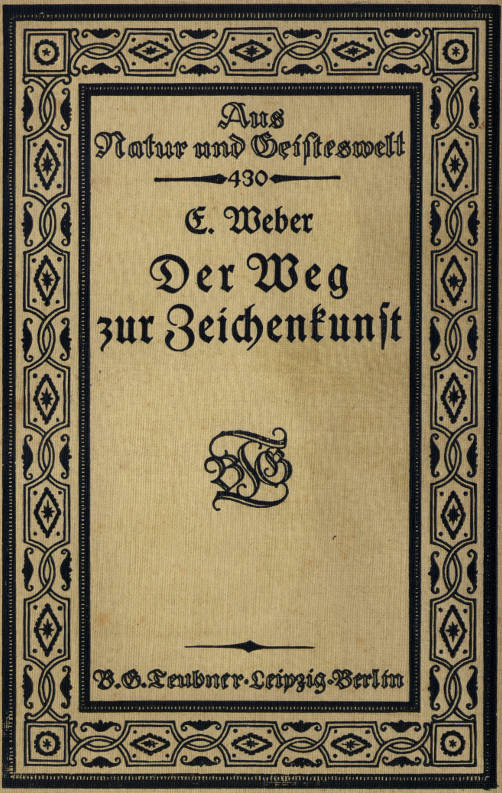 Aus
Natur und Geisteswelt
430
E. Weber
Der Weg
zur Zeichenkunst
BGT
B. G. Teubner · Leipzig · Berlin